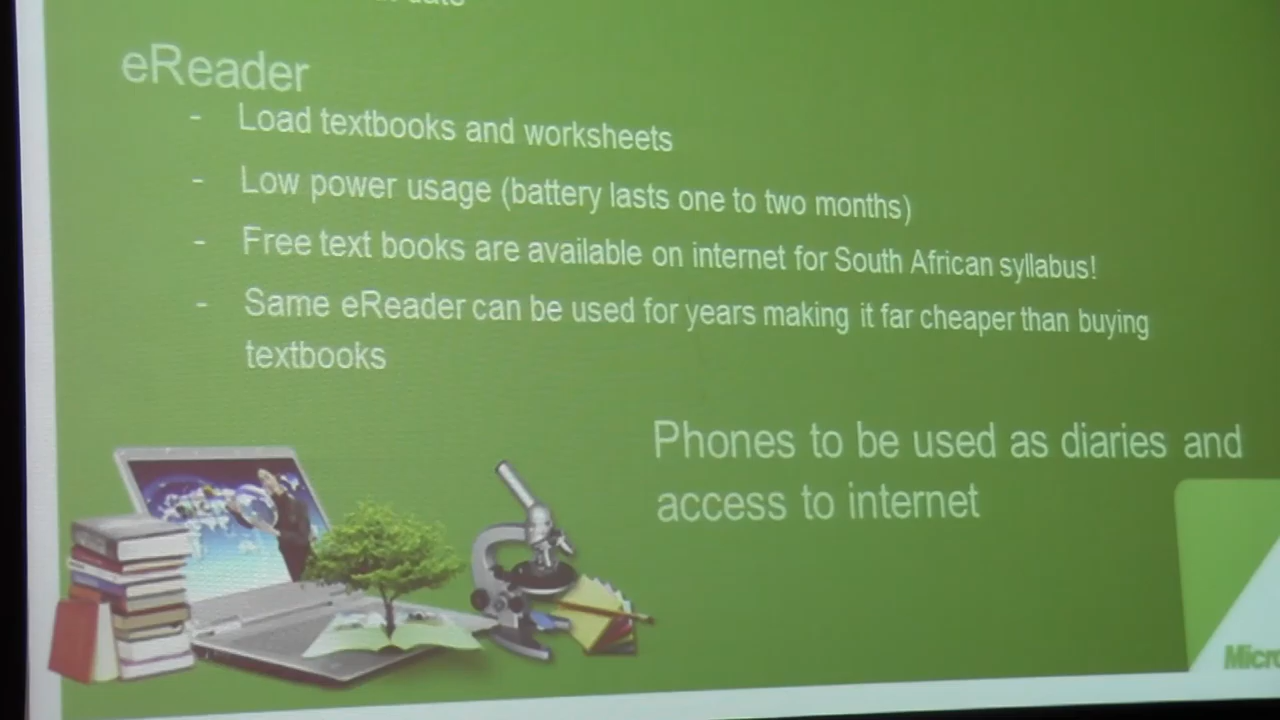 eReader
- Load textbooks and worksheets
- Low power usage (battery lasts one to two months)
- Free text books are available on internet for South African syllabus!
- Same eReader can be used for years making it far cheaper than buying
textbooks
Phones to be used as diaries and
access to internet
Micro